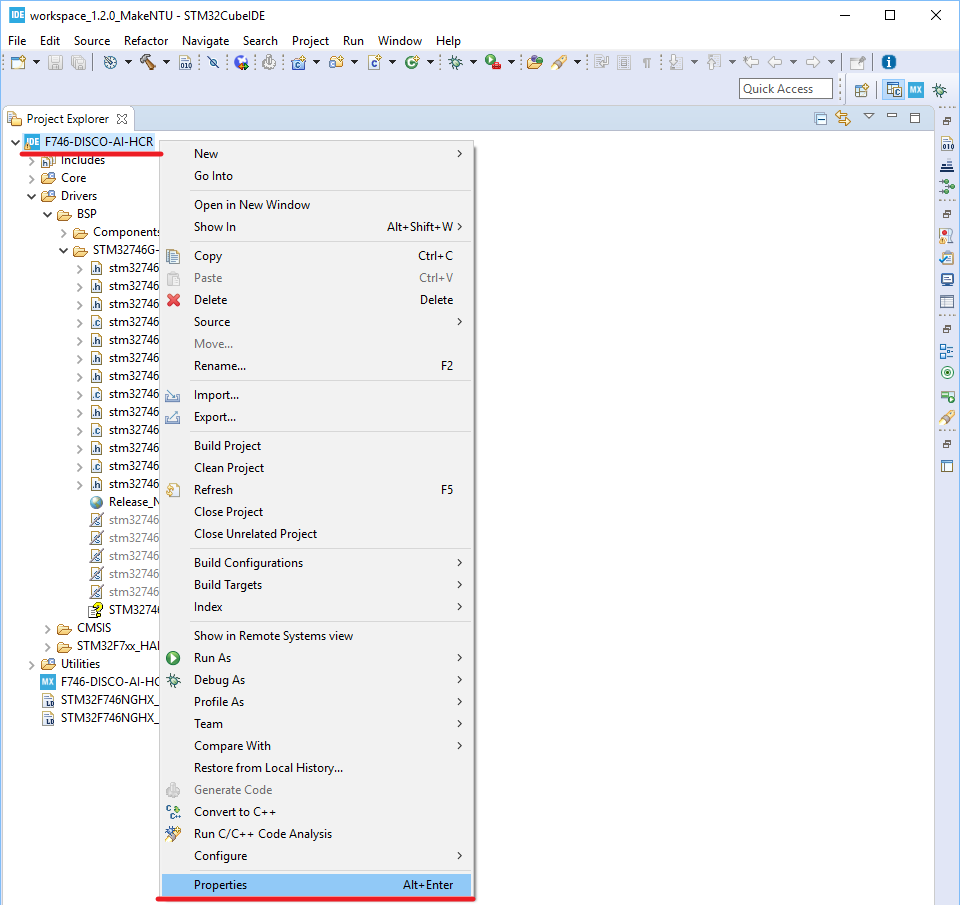 IDE workspace_1.2.0_MakeNTU - STM32CubeIDE
File Edit Source Refactor Navigate Search Project Run Window Help
Quick Access
MX
Project Explorer
IDE F746-DISCO-AI-HCR
Includes
Core
Drivers
BSP
Components
STM32746G-
.h stm32746
.h stm32746
.h stm32746
.c stm32746
.h stm32746
.h stm32746
.h stm32746
.c stm32746
.h stm32746
.c stm32746
.h stm32746
.c stm32746
.h stm32746
Release_N
stm32746
stm32746
stm32746
stm32746
stm32746
STM32746
CMSIS
STM32F7xx_HAL
Utilities
MX F746-DISCO-AI-HC
STM32F746NGHX_
STM32F746NGHX_
New
Go Into
Open in New Window
Show In Alt+Shift+W
Copy Ctrl+C
Paste Ctrl+V
Delete Delete
Source
Move...
Rename... F2
Import...
Export...
Build Project
Clean Project
Refresh F5
Close Project
Close Unrelated Project
Build Configurations
Build Targets
Index
Show in Remote Systems view
Run As
Debug As
Profile As
Team
Compare With
Restore from Local History...
Generate Code
Convert to C++
Run C/C++ Code Analysis
Configure
Properties Alt+Enter